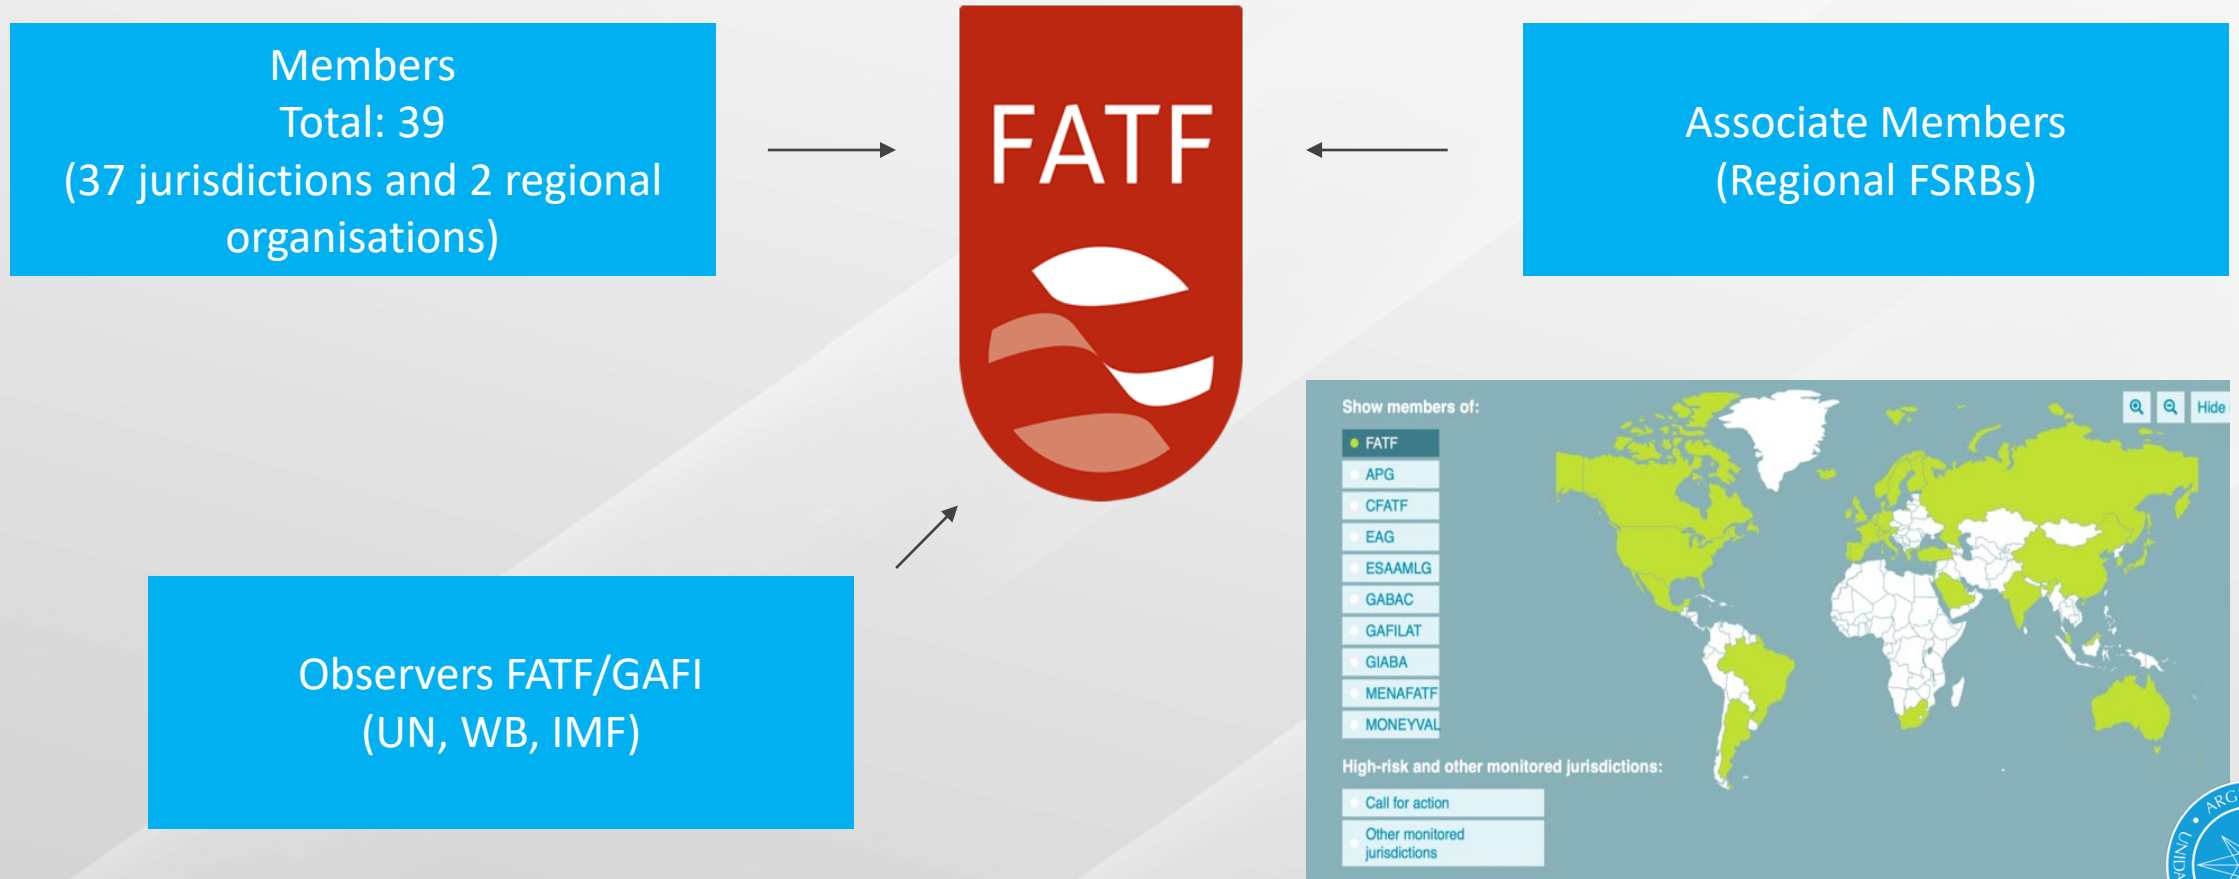 Members
Total: 39
(37 jurisdictions and 2 regional
organisations)
FATF
Associate Members
(Regional FSRBs)
Observers FATF/GAFI
(UN, WB, IMF)
Show members of:
FATF
APG
CFATF
EAG
ESAAMLG
GABAC
GAFILAT
GIABA
MENAFATF
MONEYVAL
High-risk and other monitored jurisdictions:
Call for action
Other monitored
jurisdictions
Hide